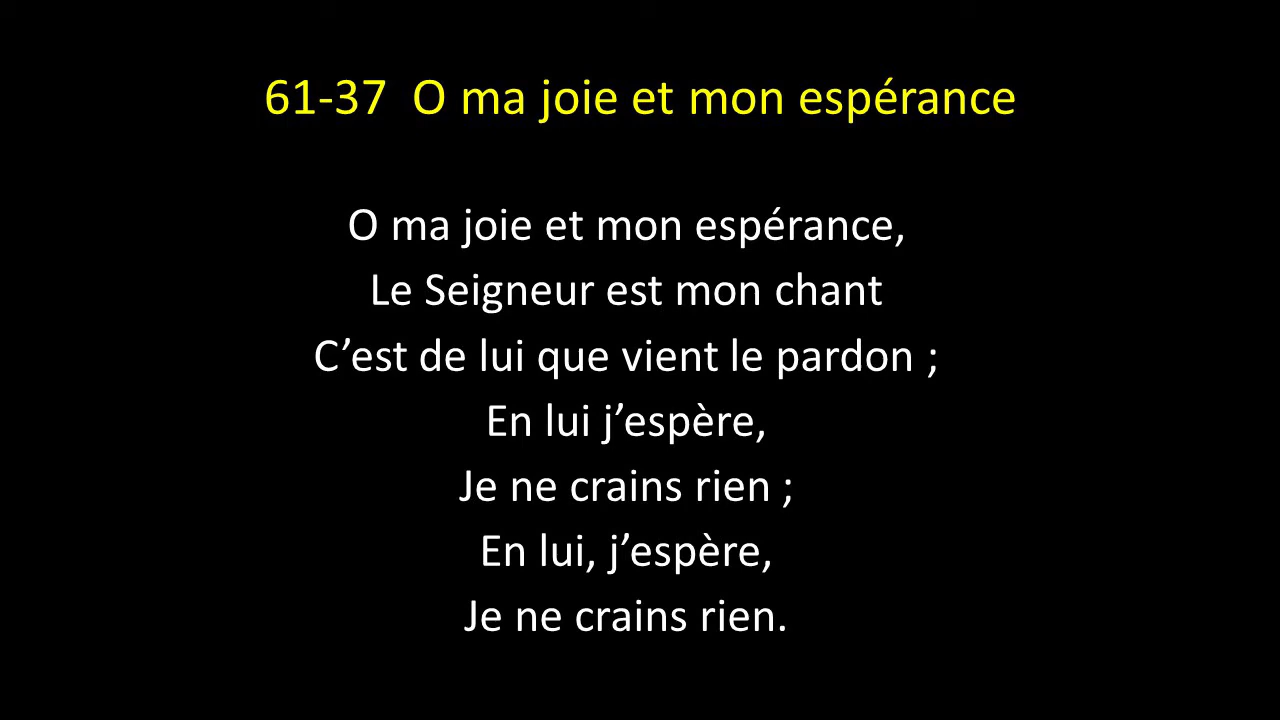 61-37 O ma joie et mon espérance
O ma joie et mon espérance,
Le Seigneur est mon chant
C’est de lui que vient le pardon ;
En lui j’espère,
Je ne crains rien ;
En lui, j’espère,
Je ne crains rien.